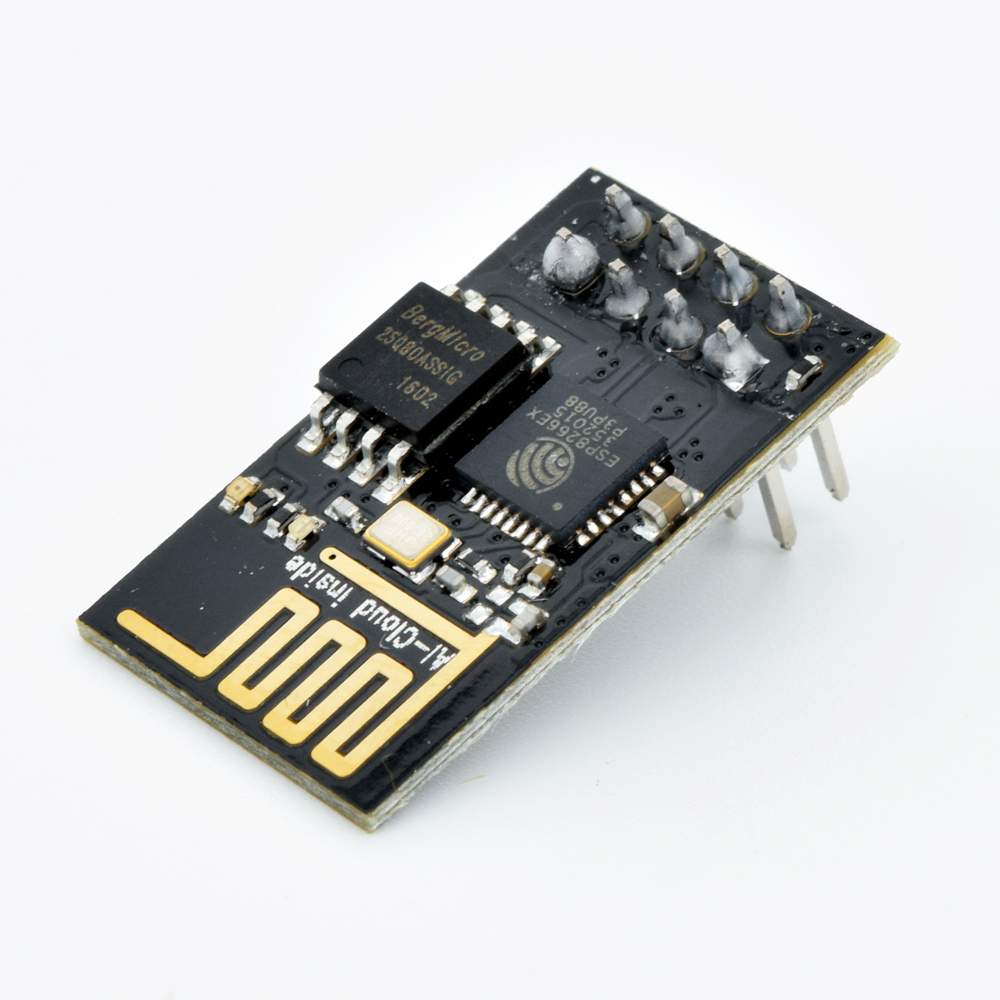 BergMicro
25Q80ASSIG
1602
ESP8266EX
352015
P3PU88
AI-Cloud inside